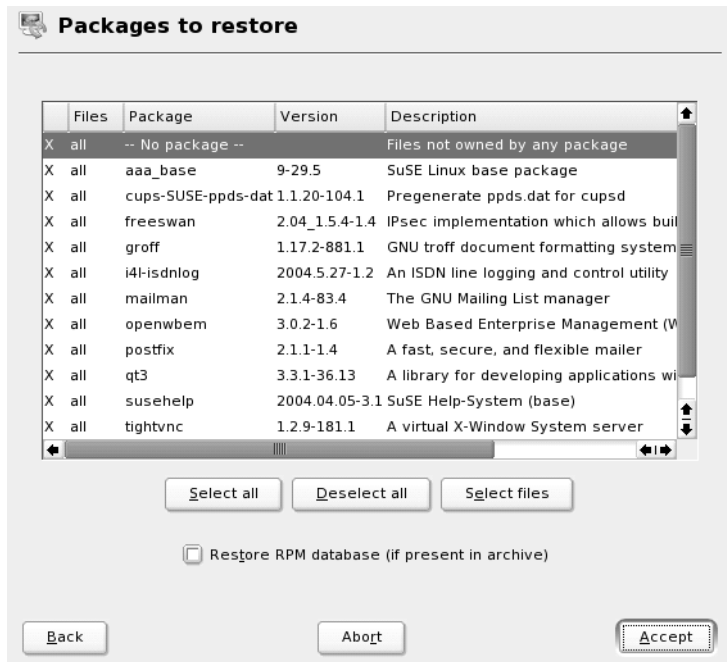 Packages to restore
Files Package Version Description
X all -- No package -- Files not owned by any package
X all aaa_base 9-29.5 SuSE Linux base package
X all cups-SUSE-ppds-dat 1.1.20-104.1 Pregenerate ppds.dat for cupsd
X all freeswan 2.04_1.5.4-1.4 IPsec implementation which allows buil
X all groff 1.17.2-881.1 GNU troff document formatting system
X all i4l-isdnlog 2004.5.27-1.2 An ISDN line logging and control utility
X all mailman 2.1.4-83.4 The GNU Mailing List manager
X all openwbem 3.0.2-1.6 Web Based Enterprise Management (W
X all postfix 2.1.1-1.4 A fast, secure, and flexible mailer
X all qt3 3.3.1-36.13 A library for developing applications wi
X all susehelp 2004.04.05-3.1 SuSE Help-System (base)
X all tightvnc 1.2.9-181.1 A virtual X-Window System server
Select all Deselect all Select files
Restore RPM database (if present in archive)
Back Abort Accept